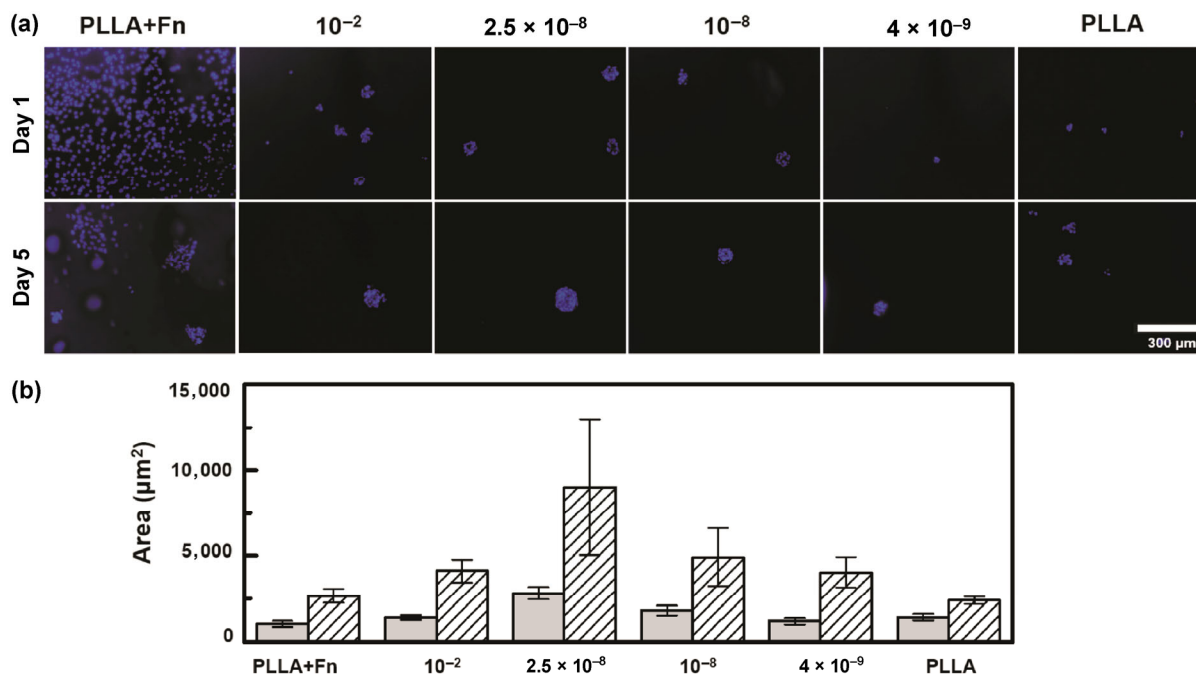 (a) PLLA+Fn 10⁻² 2.5 × 10⁻⁸ 10⁻⁸ 4 × 10⁻⁹ PLLA
Day 1
Day 5
300 µm
(b)
15,000
10,000
5,000
0
Area (µm²)
PLLA+Fn 10⁻² 2.5 × 10⁻⁸ 10⁻⁸ 4 × 10⁻⁹ PLLA